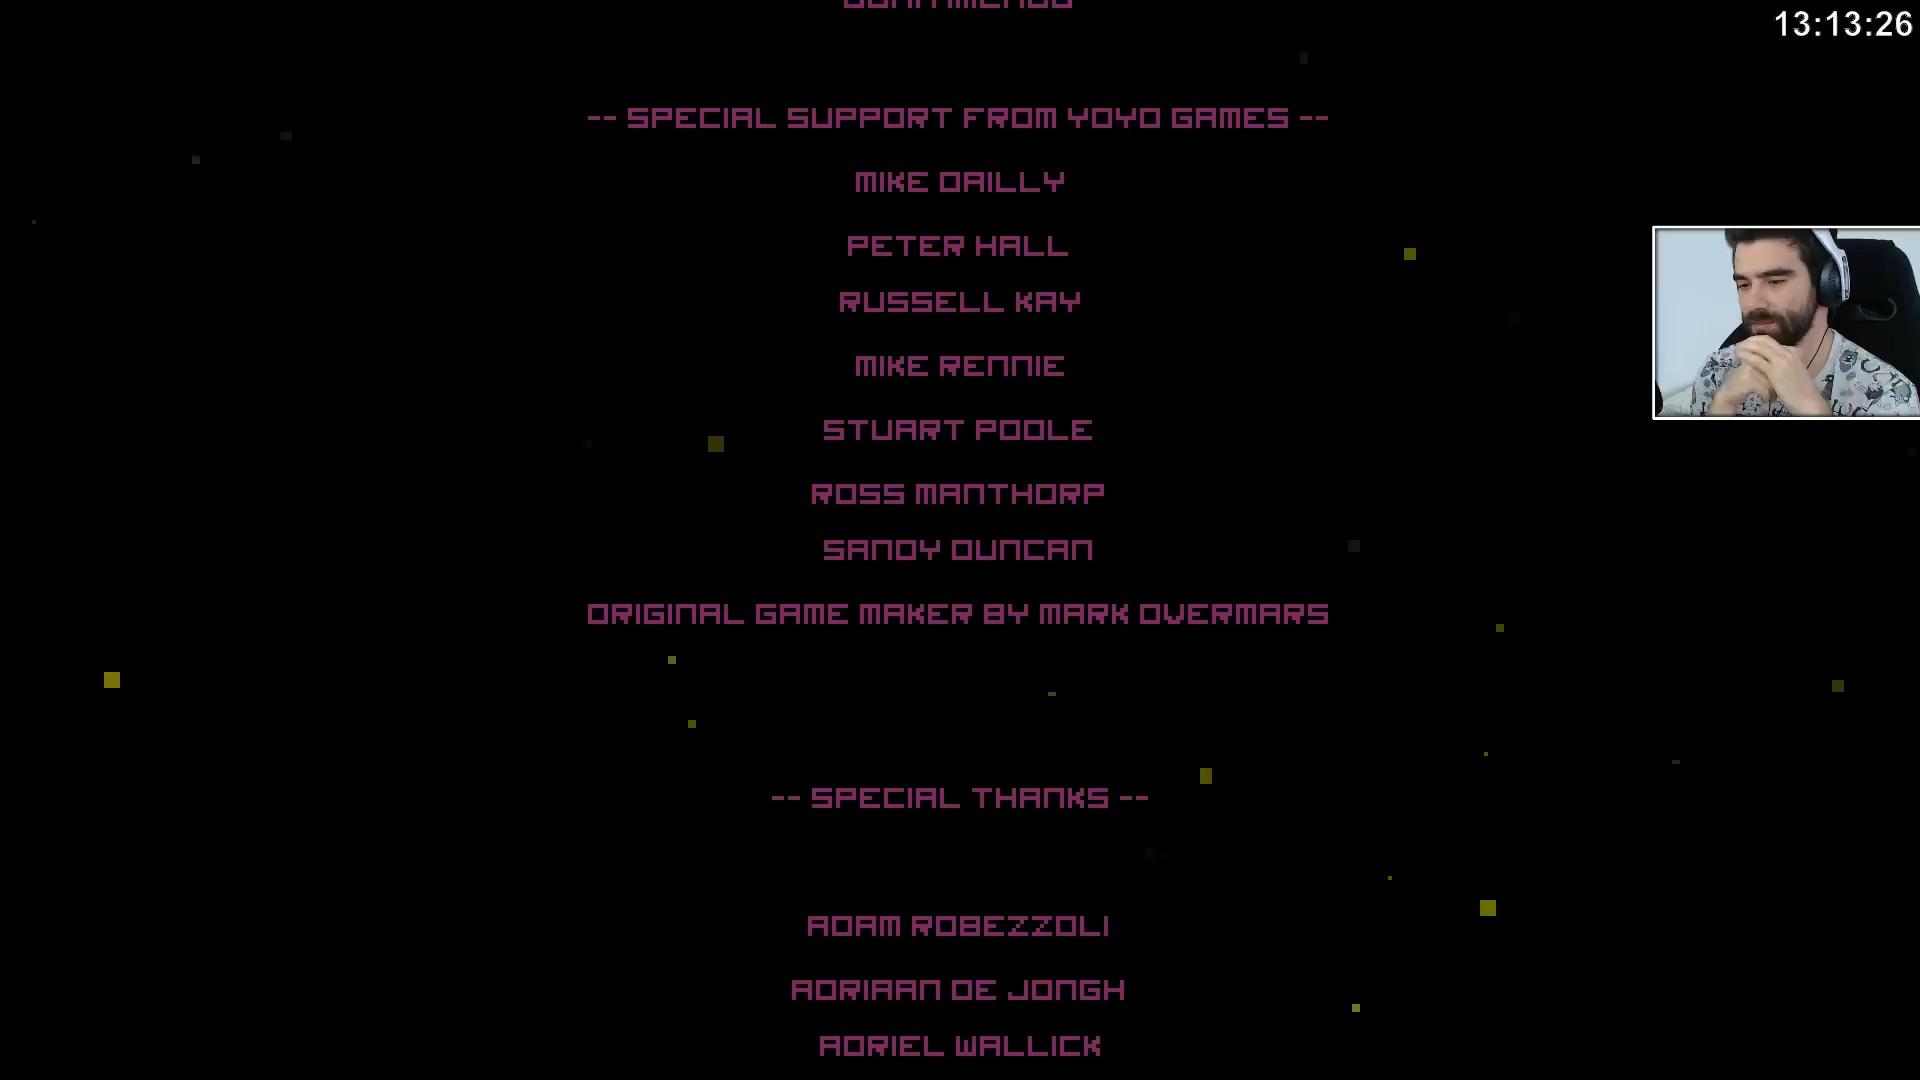 13:13:26
-- SPECIAL SUPPORT FROM YOYO GAMES --
MIKE DAILLY
PETER HALL
RUSSELL KAY
MIKE RENNIE
STUART POOLE
ROSS MANTHORP
SANDY DUNCAN
ORIGINAL GAME MAKER BY MARK OVERMARS
-- SPECIAL THANKS --
ADAM ROBEZZOLI
ADRIAAN DE JONGH
ADRIEL WALLICK